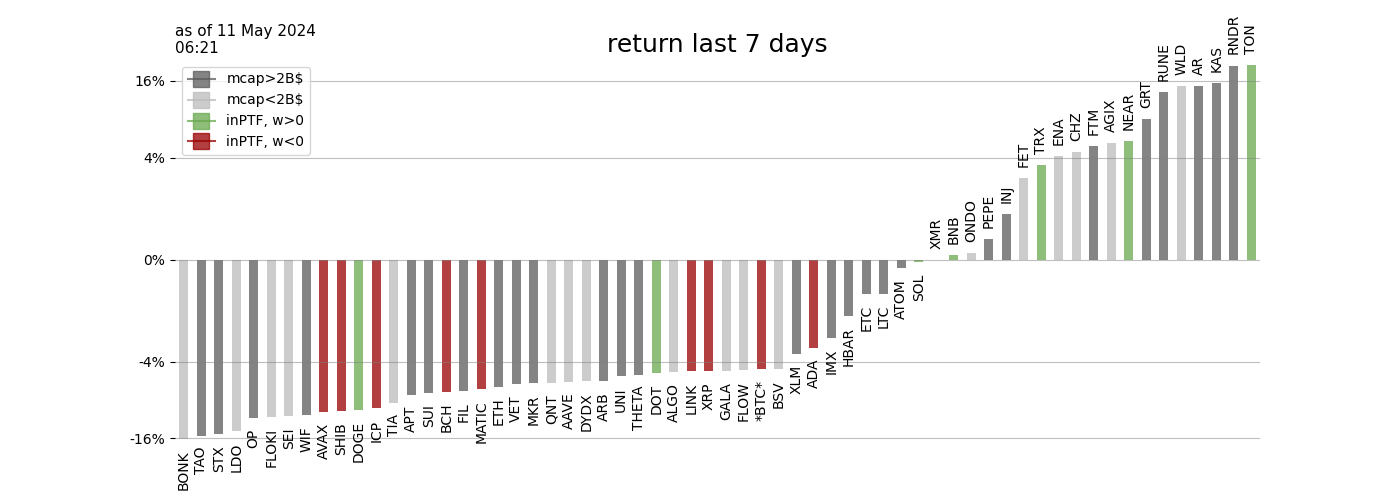 as of 11 May 2024
06:21
return last 7 days
mcap>2B$
mcap<2B$
inPTF, w>0
inPTF, w<0
16%
4%
0%
-4%
-16%
BONK
TAO
STX
LDO
OP
FLOKI
SEI
WIF
AVAX
SHIB
DOGE
ICP
TIA
APT
SUI
BCH
FIL
MATIC
ETH
VET
MKR
QNT
AAVE
DYDX
ARB
UNI
THETA
DOT
ALGO
LINK
XRP
GALA
FLOW
*BTC*
BSV
XLM
ADA
IMX
HBAR
ETC
LTC
ATOM
SOL
XMR
BNB
ONDO
PEPE
INJ
FET
TRX
ENA
CHZ
FTM
AGIX
NEAR
GRT
RUNE
WLD
AR
KAS
RNDR
TON